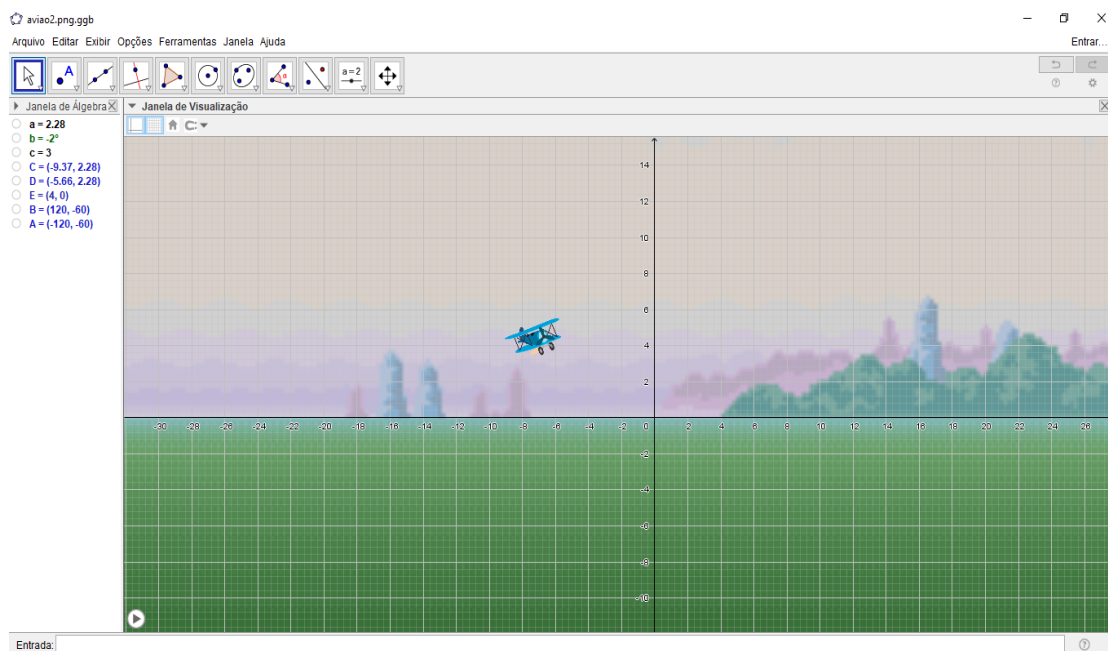 aviao2.png.ggb
Arquivo Editar Exibir Opções Ferramentas Janela Ajuda
Entrar...
A
α
a=2
Janela de Álgebra
Janela de Visualização
a = 2.28
b = -2°
c = 3
C = (-9.37, 2.28)
D = (-5.66, 2.28)
E = (4, 0)
B = (120, -60)
A = (-120, -60)
14
12
10
8
6
4
2
-30 -28 -26 -24 -22 -20 -18 -16 -14 -12 -10 -8 -6 -4 -2 0 2 4 6 8 10 12 14 16 18 20 22 24 26
-2
-4
-6
-8
-10
Entrada: